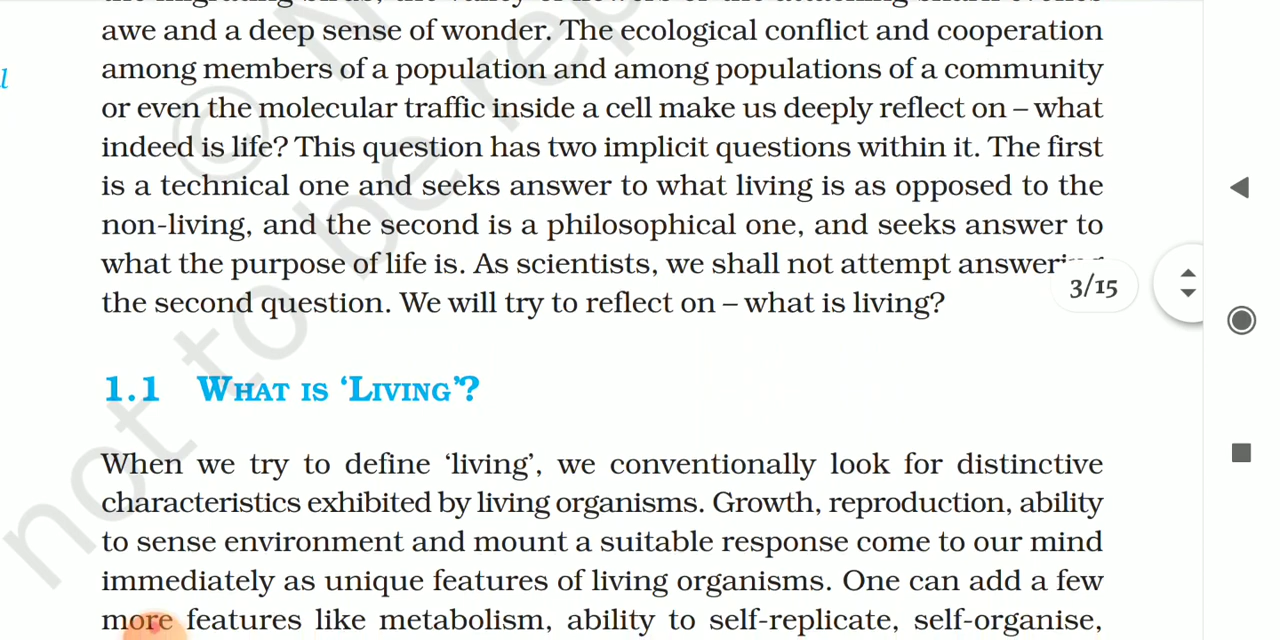 awe and a deep sense of wonder. The ecological conflict and cooperation
among members of a population and among populations of a community
or even the molecular traffic inside a cell make us deeply reflect on – what
indeed is life? This question has two implicit questions within it. The first
is a technical one and seeks answer to what living is as opposed to the
non-living, and the second is a philosophical one, and seeks answer to
what the purpose of life is. As scientists, we shall not attempt
the second question. We will try to reflect on – what is living?
3/15
1.1 WHAT IS ‘LIVING’?
When we try to define ‘living’, we conventionally look for distinctive
characteristics exhibited by living organisms. Growth, reproduction, ability
to sense environment and mount a suitable response come to our mind
immediately as unique features of living organisms. One can add a few
more features like metabolism, ability to self-replicate, self-organise,
© N
not to be rep